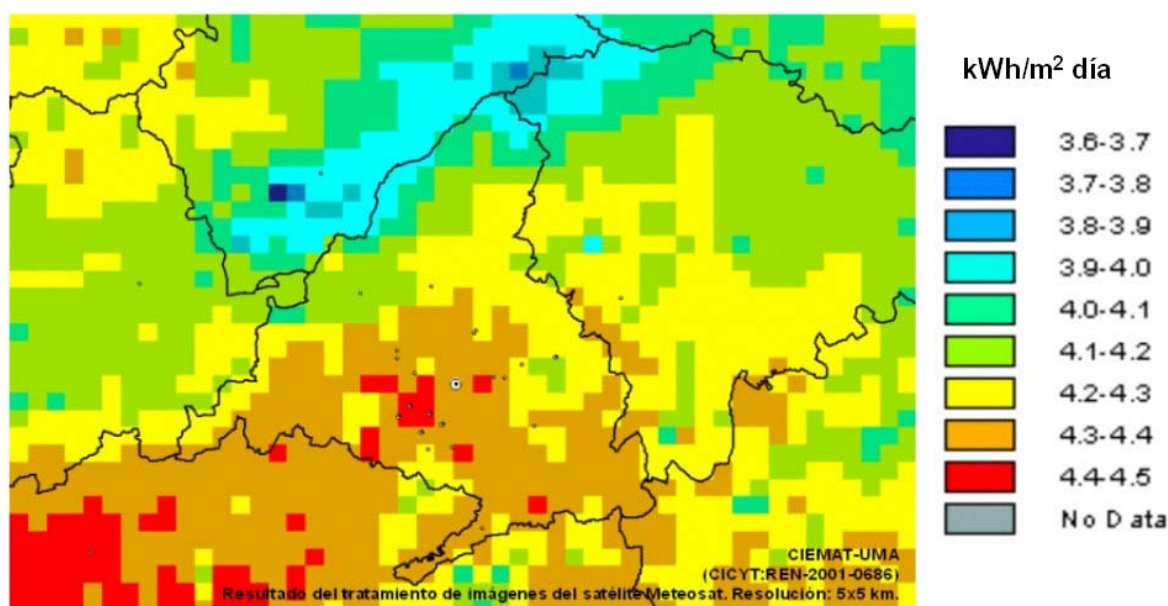 kWh/m² día
3.6-3.7
3.7-3.8
3.8-3.9
3.9-4.0
4.0-4.1
4.1-4.2
4.2-4.3
4.3-4.4
4.4-4.5
No Data
CIEMAT-UMA
(CICYT:REN-2001-0686)
Resultado del tratamiento de imágenes del satélite Meteosat. Resolución: 5x5 km.